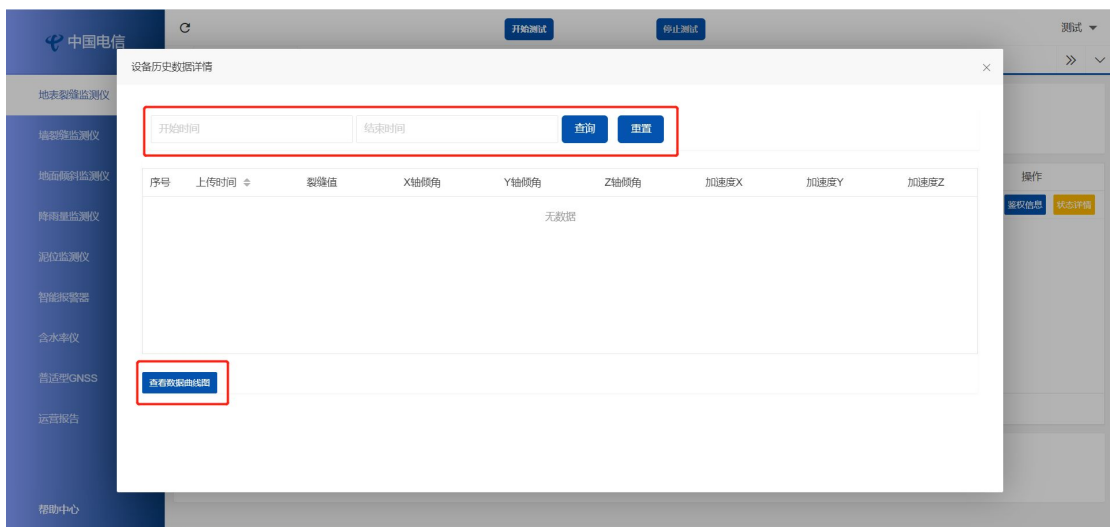 中国电信
开始测试
停止测试
测试
设备历史数据详情
地表裂缝监测仪
墙裂缝监测仪
地面倾斜监测仪
降雨量监测仪
泥位监测仪
智能报警器
含水率仪
普适型GNSS
运营报告
帮助中心
开始时间
结束时间
查询
重置
序号 上传时间 裂缝值 X轴倾角 Y轴倾角 Z轴倾角 加速度X 加速度Y 加速度Z
无数据
查看数据曲线图
操作
鉴权信息
状态详情